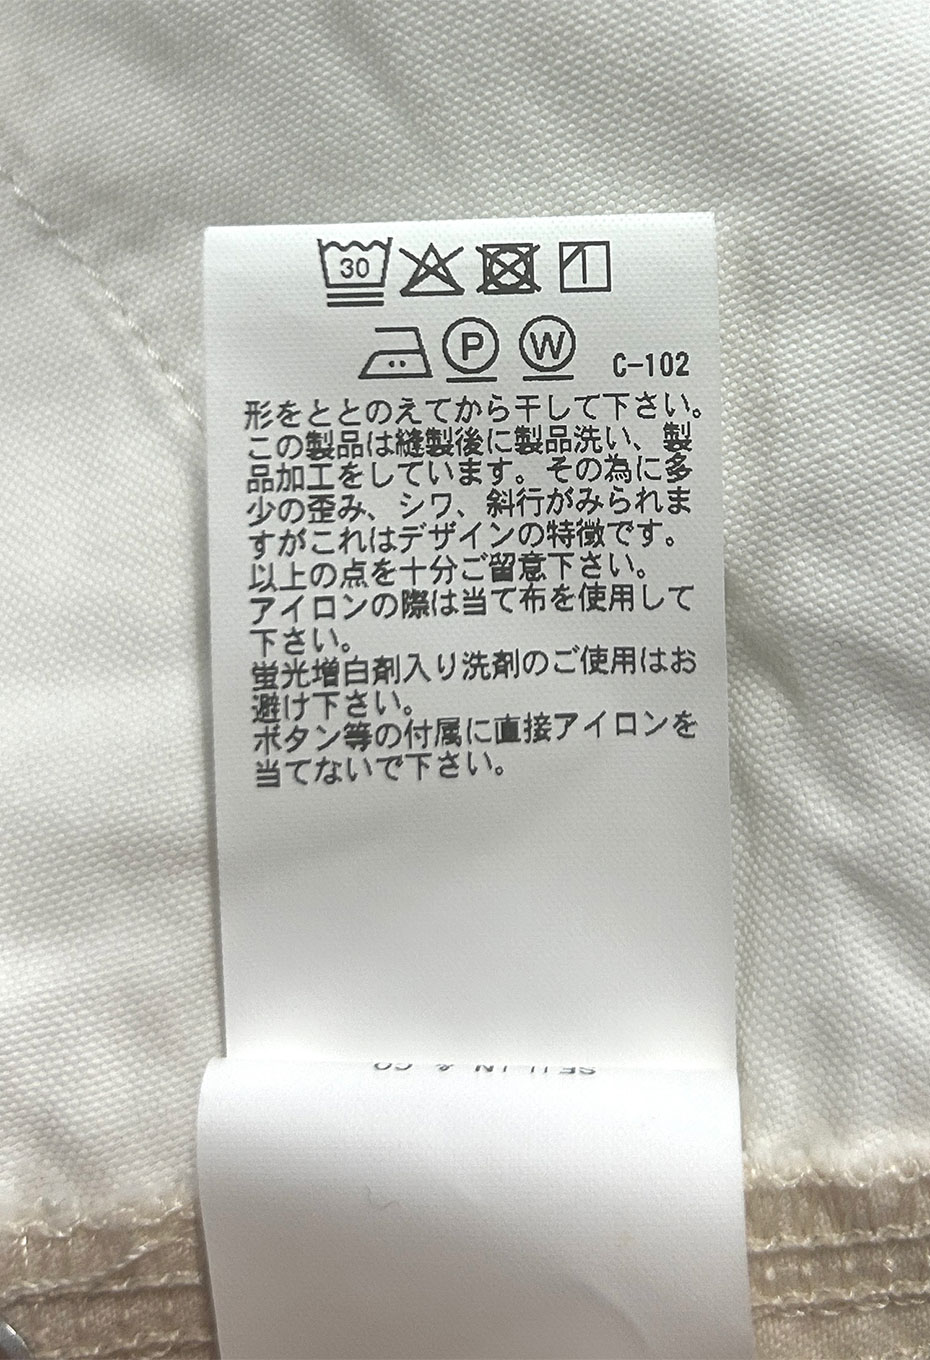 30
P W C-102
形をととのえてから干して下さい。
この製品は縫製後に製品洗い、製
品加工をしています。その為に多
少の歪み、シワ、斜行がみられま
すがこれはデザインの特徴です。
以上の点を十分ご留意下さい。
アイロンの際は当て布を使用して
下さい。
蛍光増白剤入り洗剤のご使用はお
避け下さい。
ボタン等の付属に直接アイロンを
当てないで下さい。
& CO